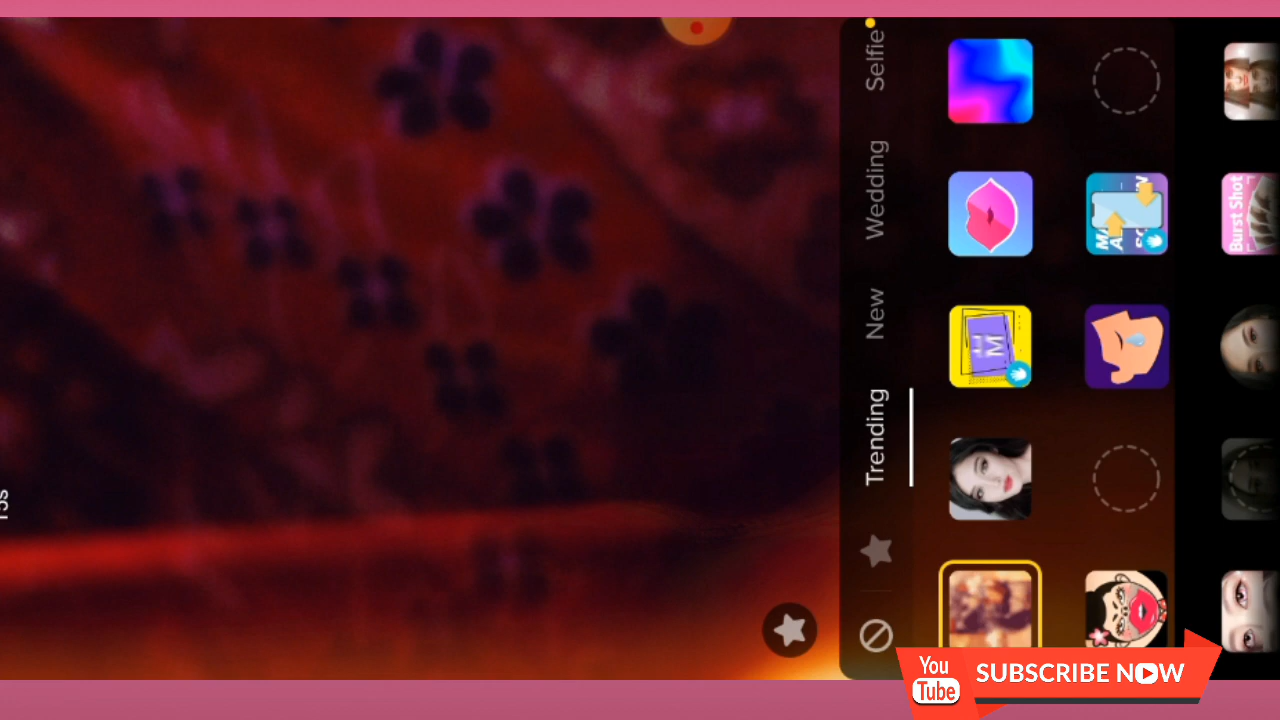 Trending
New
Wedding
Selfie
Burst Shot
You
Tube
SUBSCRIBE NOW